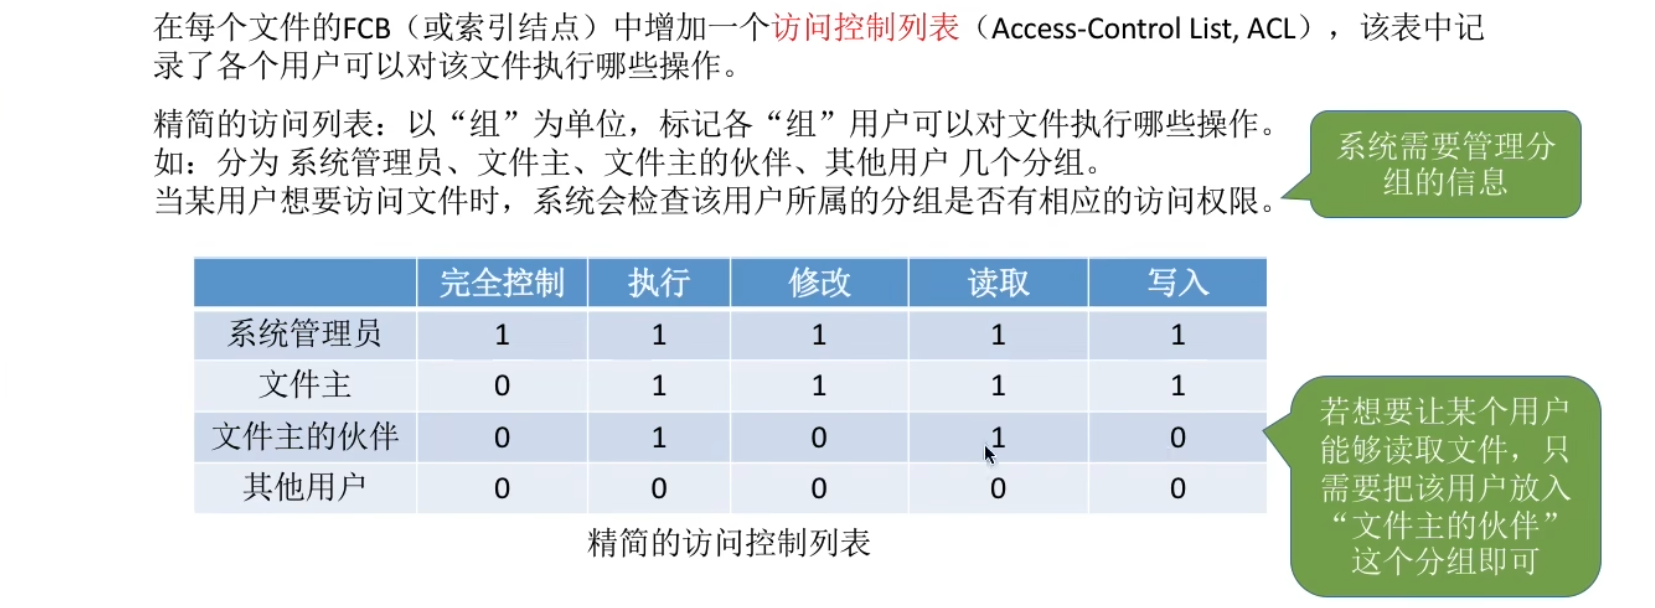 在每个文件的FCB（或索引结点）中增加一个访问控制列表（Access-Control List, ACL），该表中记
录了各个用户可以对该文件执行哪些操作。
精简的访问列表：以“组”为单位，标记各“组”用户可以对文件执行哪些操作。
如：分为 系统管理员、文件主、文件主的伙伴、其他用户 几个分组。
当某用户想要访问文件时，系统会检查该用户所属的分组是否有相应的访问权限。
系统需要管理分
组的信息
完全控制 执行 修改 读取 写入
系统管理员 1 1 1 1 1
文件主 0 1 1 1 1
文件主的伙伴 0 1 0 1 0
其他用户 0 0 0 0 0
精简的访问控制列表
若想要让某个用户
能够读取文件，只
需要把该用户放入
“文件主的伙伴”
这个分组即可